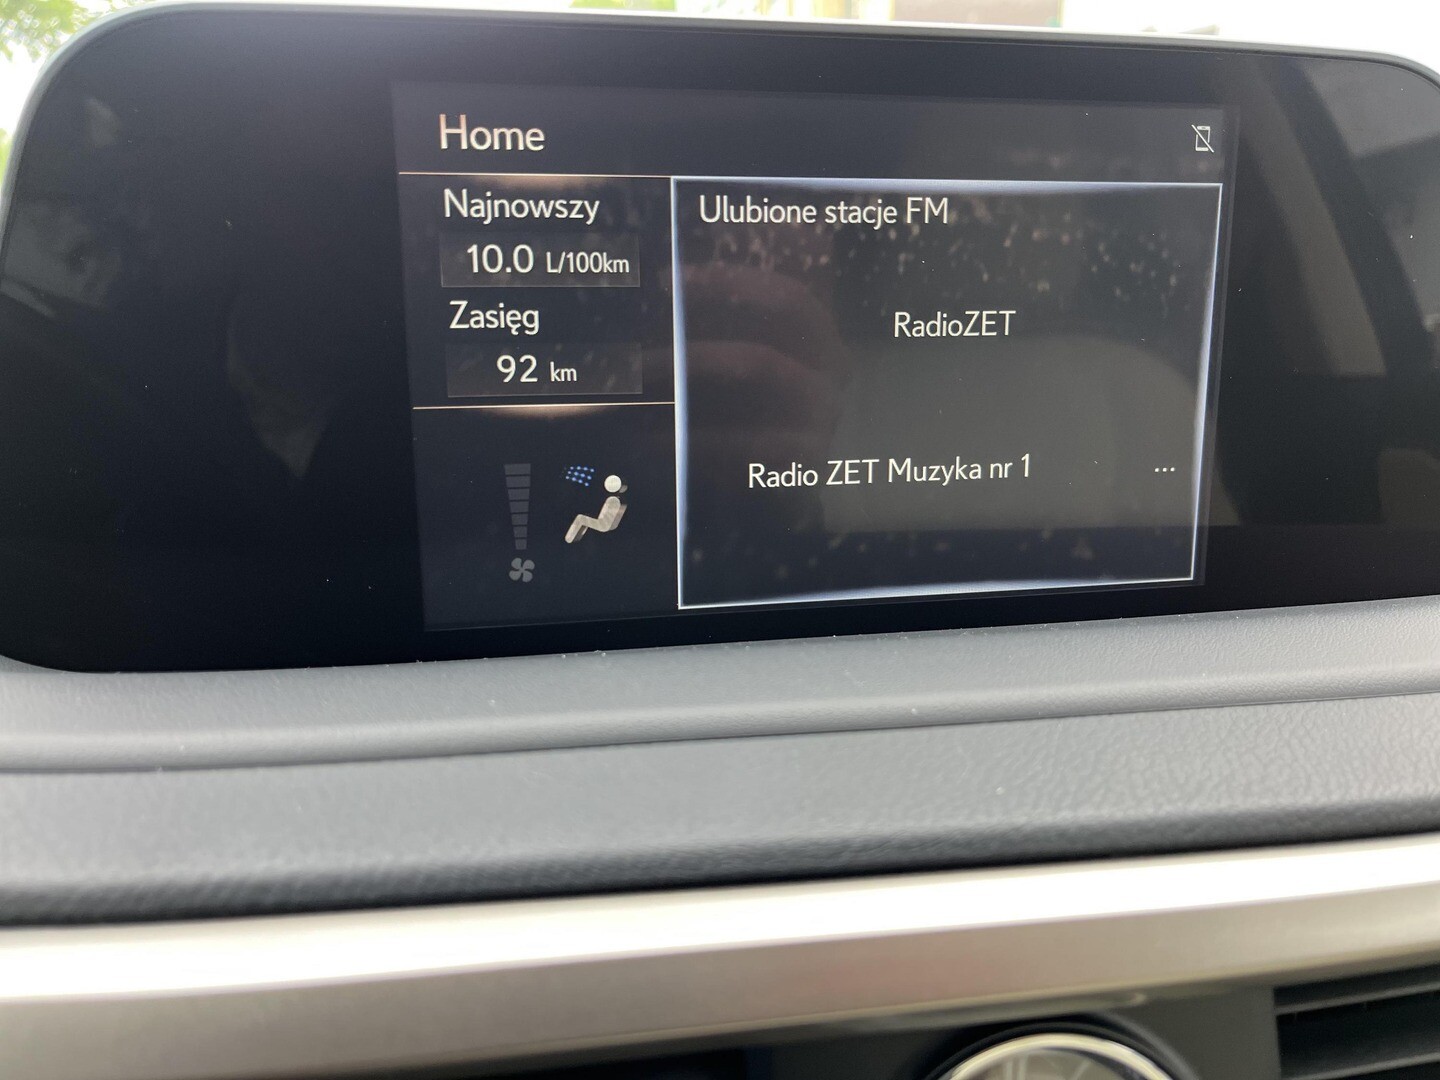 Home
Najnowszy
10.0 L/100km
Zasięg
92 km
Ulubione stacje FM
RadioZET
Radio ZET Muzyka nr 1 ...